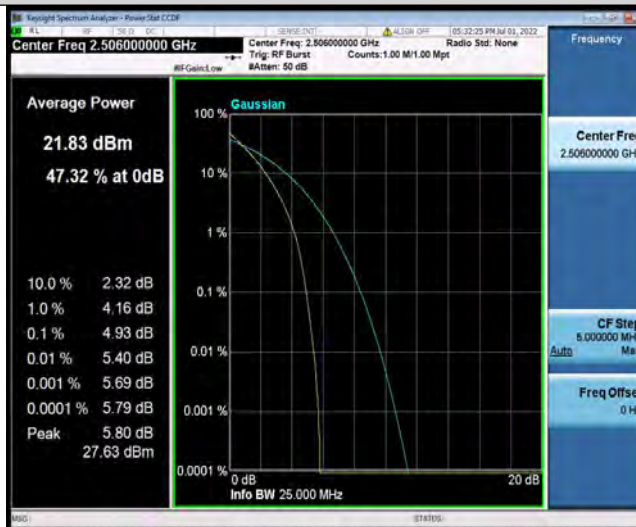 Keysight Spectrum Analyzer - Power Stat CCDF
RL RF 50 Ω DC SENSE:INT ALIGN OFF 05:32:25 PM Jul 01, 2022
Center Freq 2.506000000 GHz
Center Freq: 2.506000000 GHz Radio Std: None
Trig: RF Burst Counts:1.00 M/1.00 Mpt
#IFGain:Low #Atten: 50 dB
Frequency
Average Power
21.83 dBm
47.32 % at 0dB
10.0 % 2.32 dB
1.0 % 4.16 dB
0.1 % 4.93 dB
0.01 % 5.40 dB
0.001 % 5.69 dB
0.0001 % 5.79 dB
Peak 5.80 dB
27.63 dBm
Gaussian
100 %
10 %
1 %
0.1 %
0.01 %
0.001 %
0.0001 %
0 dB 20 dB
Info BW 25.000 MHz
Center Fre
2.506000000 GH
CF Ste
5.000000 MH
Auto Ma
Freq Offse
0 H
MSG STATUS